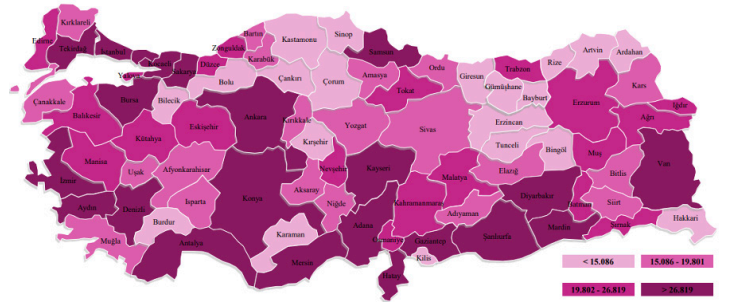 Kırklareli
Edirne
Tekirdağ
İstanbul
Kocaeli
Yalova
Sakarya
Düzce
Zonguldak
Bartın
Karabük
Kastamonu
Sinop
Samsun
Bolu
Çankırı
Çorum
Amasya
Ordu
Giresun
Trabzon
Rize
Artvin
Ardahan
Gümüşhane
Bayburt
Kars
Iğdır
Çanakkale
Balıkesir
Bursa
Bilecik
Eskişehir
Ankara
Kırıkkale
Tokat
Yozgat
Sivas
Erzincan
Erzurum
Ağrı
Kütahya
Kırşehir
Tunceli
Bingöl
Muş
Van
Manisa
Uşak
Afyonkarahisar
Konya
Nevşehir
Kayseri
Malatya
Elazığ
Bitlis
İzmir
Aydın
Denizli
Isparta
Burdur
Aksaray
Niğde
Kahramanmaraş
Adıyaman
Diyarbakır
Batman
Siirt
Hakkari
Muğla
Antalya
Karaman
Mersin
Adana
Osmaniye
Gaziantep
Kilis
Şanlıurfa
Mardin
Şırnak
Hatay
< 15.086
15.086 - 19.801
19.802 - 26.819
> 26.819